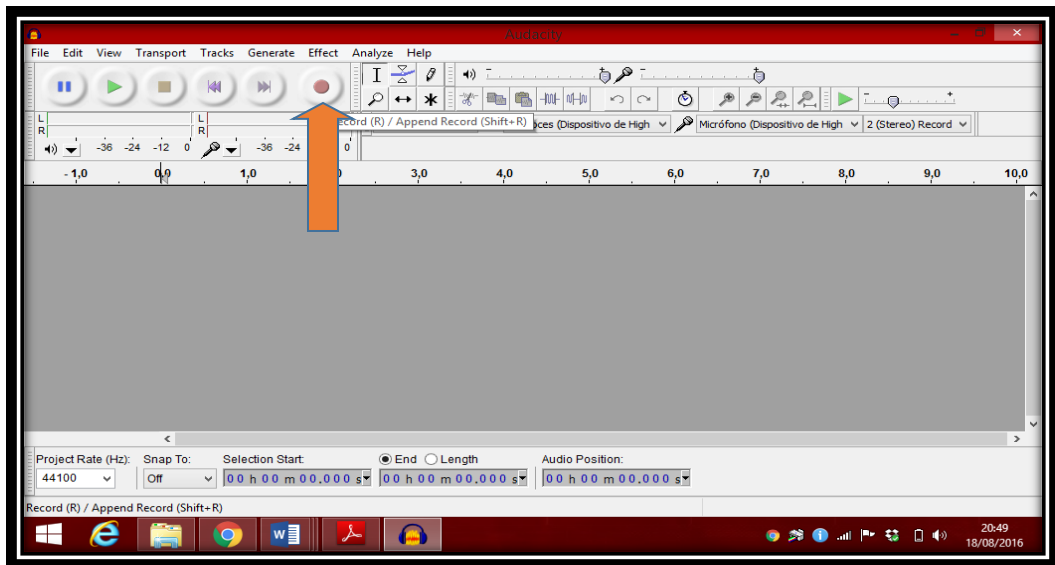 Audacity
File Edit View Transport Tracks Generate Effect Analyze Help
L
R
L
R
(R) / Append Record (Shift+R)
(Dispositivo de High
Micrófono (Dispositivo de High
2 (Stereo) Record
-36 -24 -12 0
-36 -24 0
- 1,0 0,0 1,0 3,0 4,0 5,0 6,0 7,0 8,0 9,0 10,0
Project Rate (Hz): Snap To: Selection Start: End Length Audio Position:
44100 Off 00 h 00 m 00.000 s 00 h 00 m 00.000 s 00 h 00 m 00.000 s
Record (R) / Append Record (Shift+R)
20:49
18/08/2016